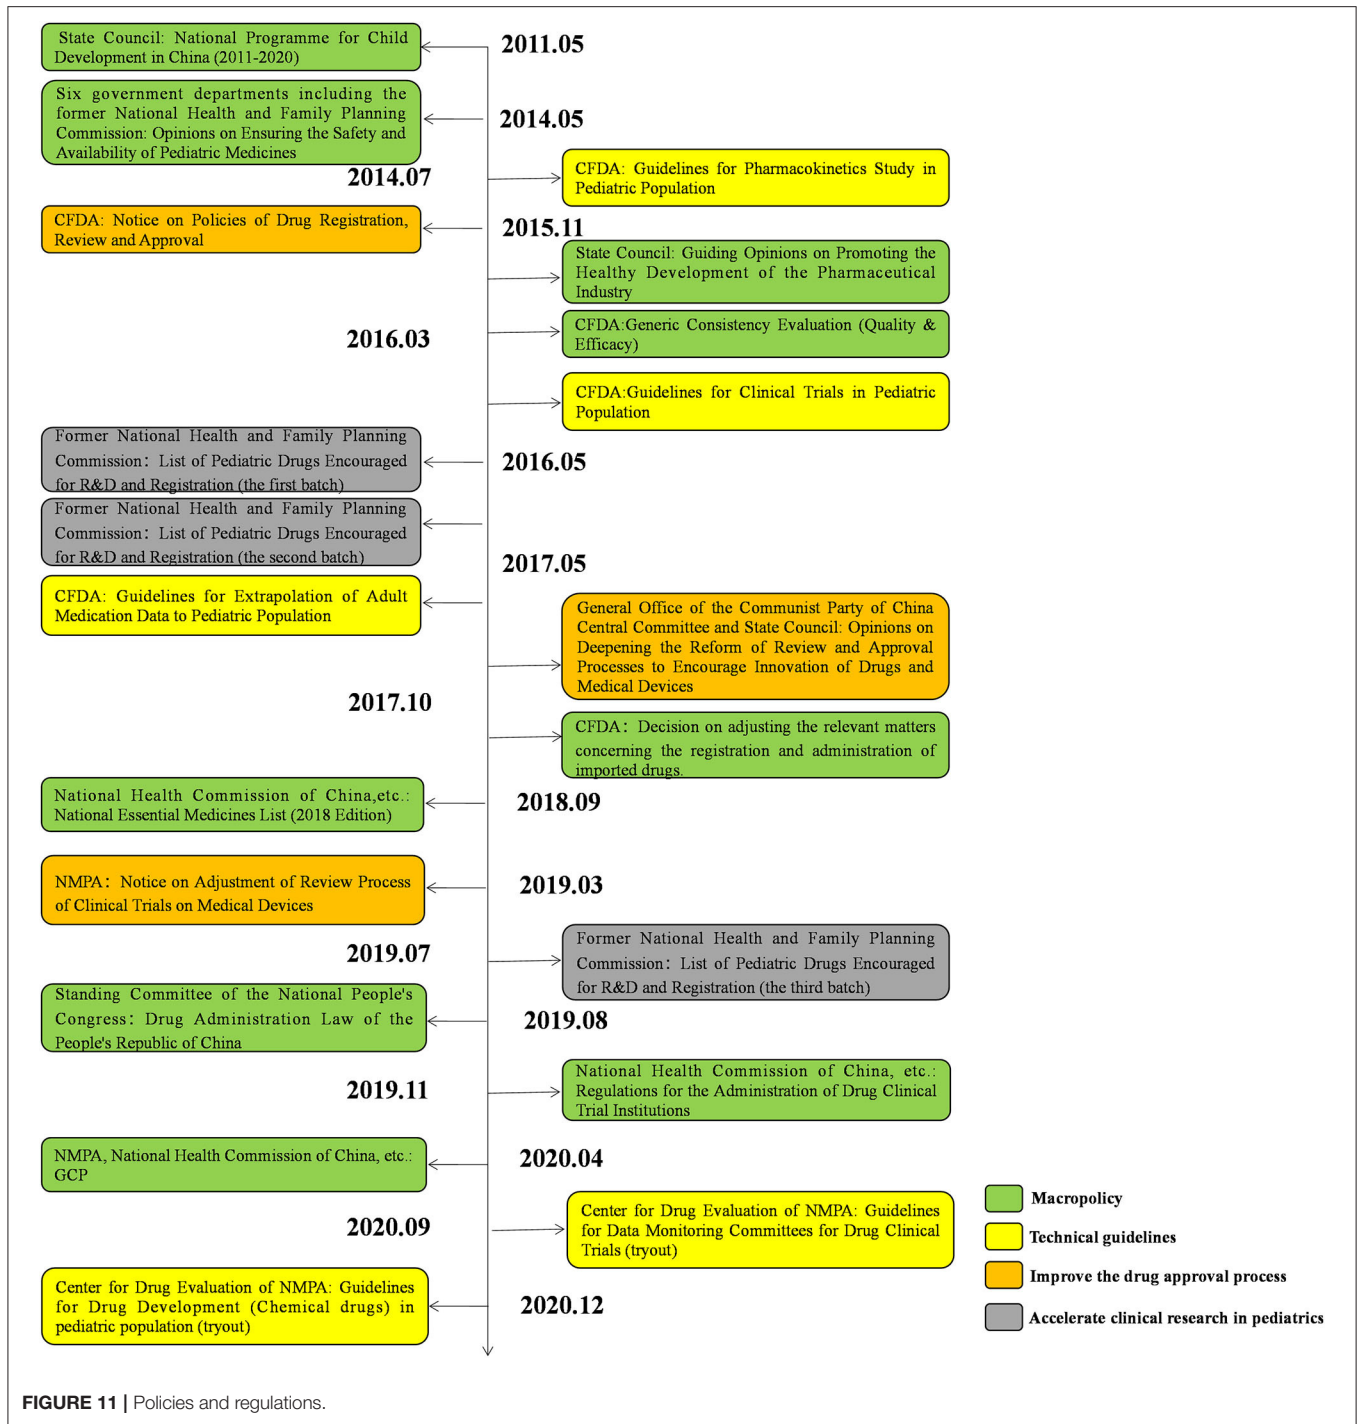 State Council: National Programme for Child
Development in China (2011-2020)
2011.05
Six government departments including the
former National Health and Family Planning
Commission: Opinions on Ensuring the Safety and
Availability of Pediatric Medicines
2014.05
2014.07
CFDA: Guidelines for Pharmacokinetics Study in
Pediatric Population
CFDA: Notice on Policies of Drug Registration,
Review and Approval
2015.11
State Council: Guiding Opinions on Promoting the
Healthy Development of the Pharmaceutical
Industry
2016.03
CFDA:Generic Consistency Evaluation (Quality &
Efficacy)
CFDA:Guidelines for Clinical Trials in Pediatric
Population
Former National Health and Family Planning
Commission：List of Pediatric Drugs Encouraged
for R&D and Registration (the first batch)
2016.05
Former National Health and Family Planning
Commission：List of Pediatric Drugs Encouraged
for R&D and Registration (the second batch)
2017.05
CFDA: Guidelines for Extrapolation of Adult
Medication Data to Pediatric Population
General Office of the Communist Party of China
Central Committee and State Council: Opinions on
Deepening the Reform of Review and Approval
Processes to Encourage Innovation of Drugs and
Medical Devices
2017.10
CFDA：Decision on adjusting the relevant matters
concerning the registration and administration of
imported drugs.
National Health Commission of China,etc.:
National Essential Medicines List (2018 Edition)
2018.09
NMPA：Notice on Adjustment of Review Process
of Clinical Trials on Medical Devices
2019.03
2019.07
Former National Health and Family Planning
Commission：List of Pediatric Drugs Encouraged
for R&D and Registration (the third batch)
Standing Committee of the National People's
Congress：Drug Administration Law of the
People's Republic of China
2019.08
2019.11
National Health Commission of China, etc.:
Regulations for the Administration of Drug Clinical
Trial Institutions
NMPA, National Health Commission of China, etc.:
GCP
2020.04
2020.09
Center for Drug Evaluation of NMPA: Guidelines
for Data Monitoring Committees for Drug Clinical
Trials (tryout)
Center for Drug Evaluation of NMPA: Guidelines
for Drug Development (Chemical drugs) in
pediatric population (tryout)
2020.12
Macropolicy
Technical guidelines
Improve the drug approval process
Accelerate clinical research in pediatrics
FIGURE 11 | Policies and regulations.